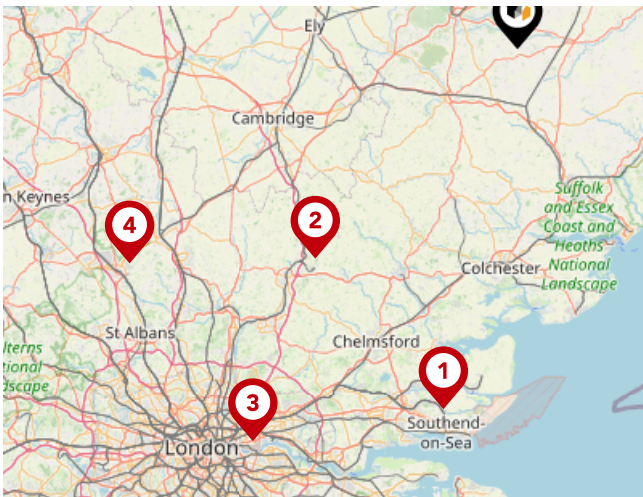 Ely
Cambridge
n Keynes
Suffolk
and Essex
Coast and
Heaths
National
Landscape
4
2
Colchester
St Albans
Chelmsford
lterns
tional
dscape
1
3
Southend-
on-Sea
London